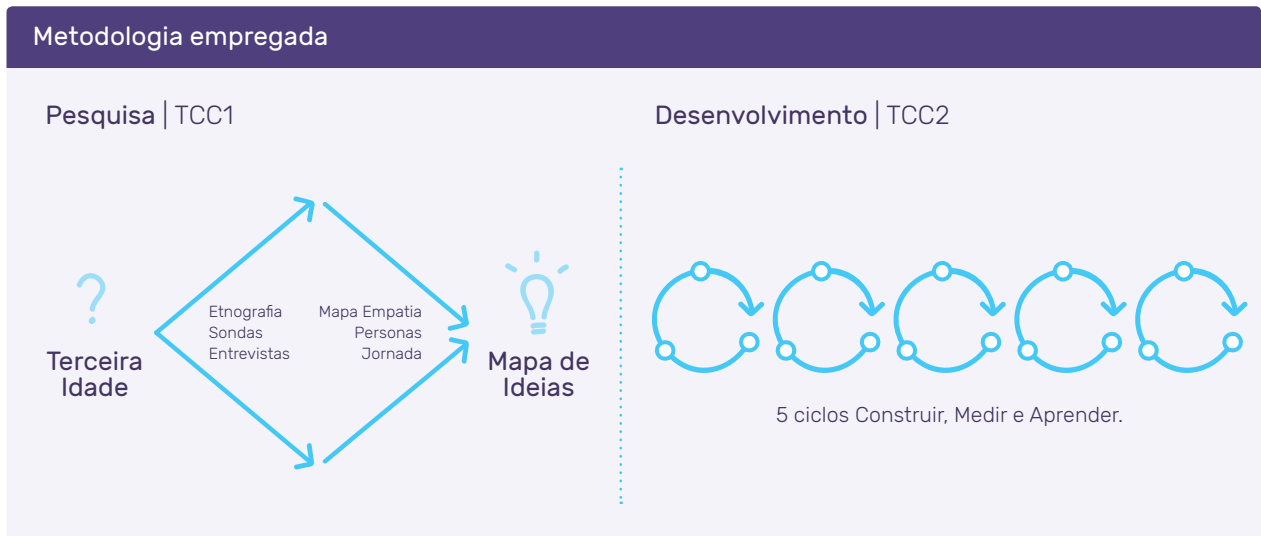 Metodologia empregada
Pesquisa | TCC1
Terceira
Idade
Etnografia
Sondas
Entrevistas
Mapa Empatia
Personas
Jornada
Mapa de
Ideias
Desenvolvimento | TCC2
5 ciclos Construir, Medir e Aprender.